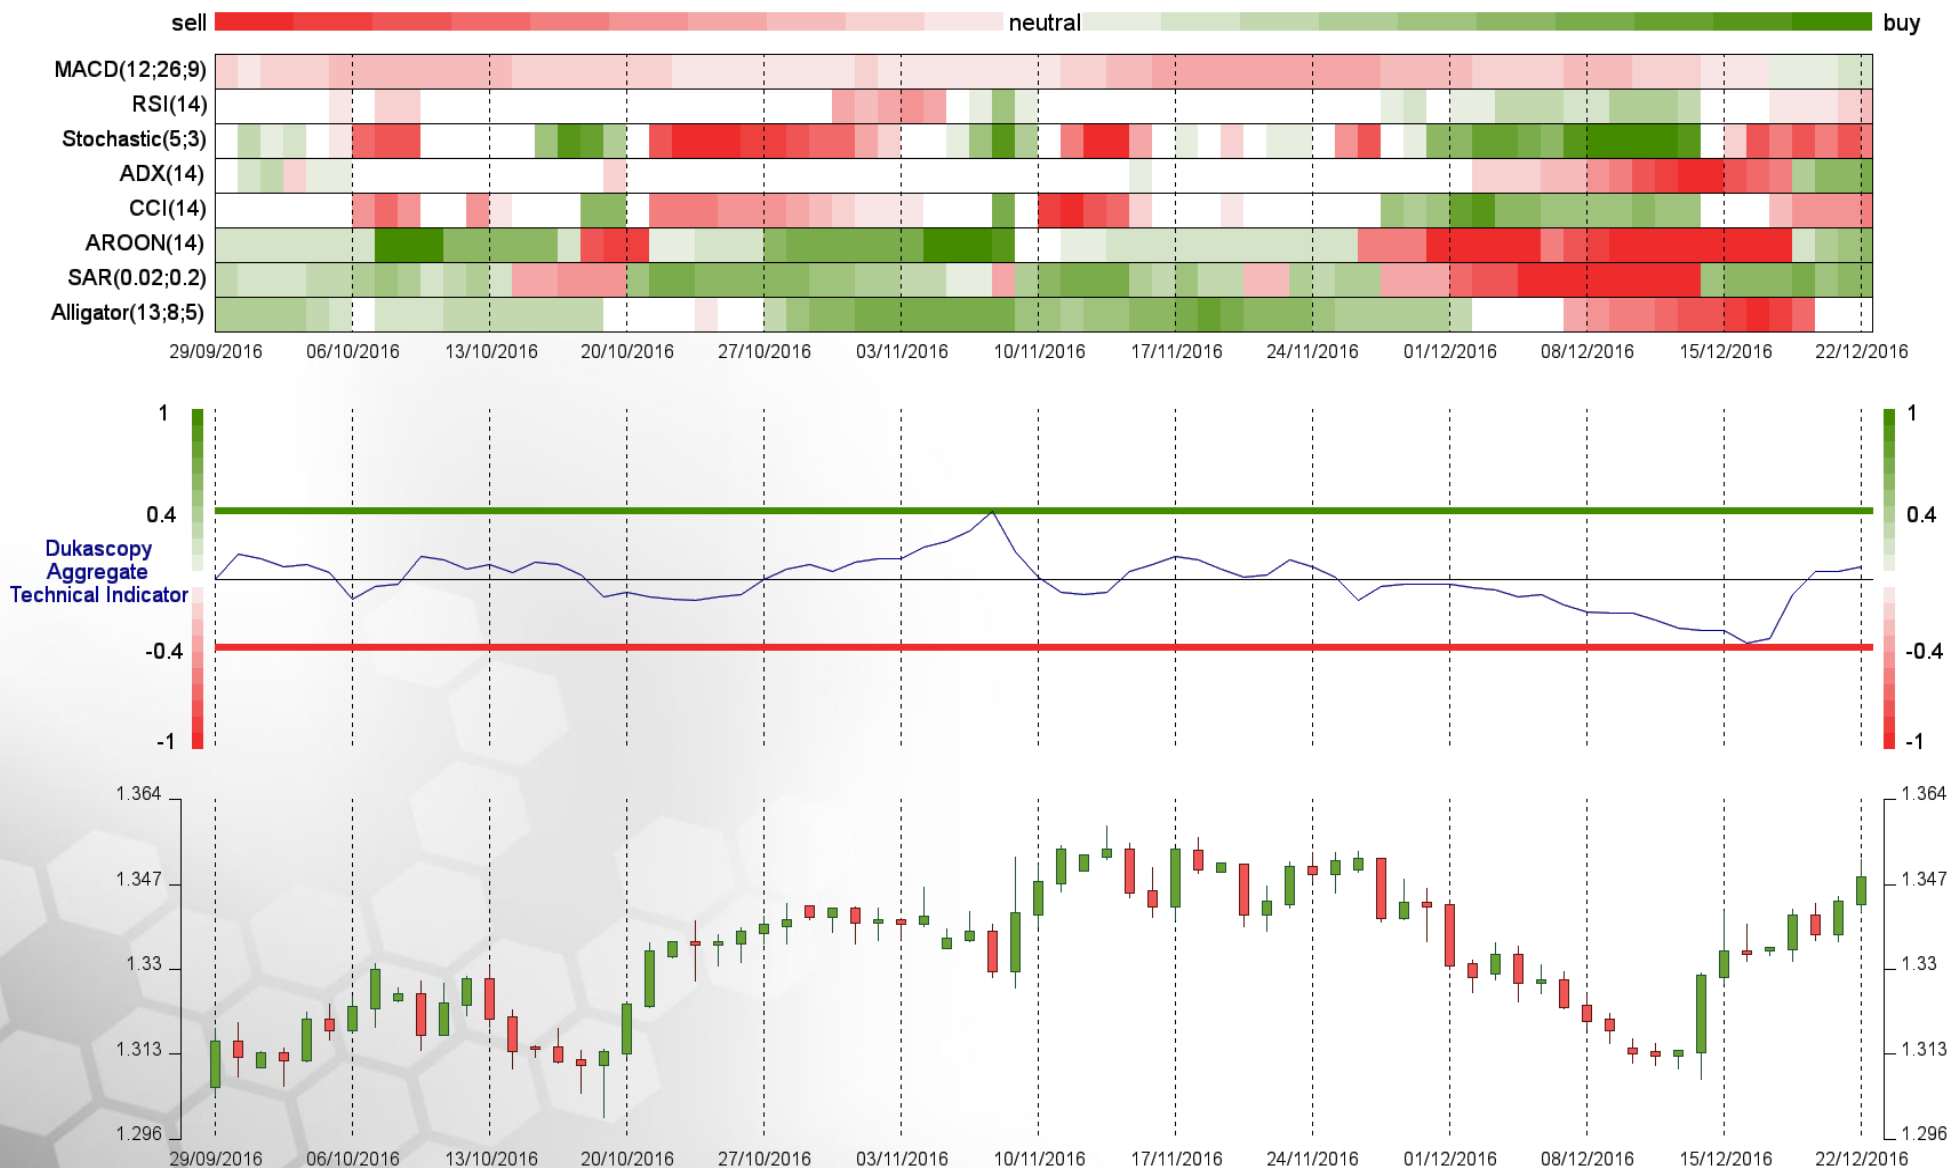 sell neutral buy
MACD(12;26;9)
RSI(14)
Stochastic(5;3)
ADX(14)
CCI(14)
AROON(14)
SAR(0.02;0.2)
Alligator(13;8;5)
29/09/2016 06/10/2016 13/10/2016 20/10/2016 27/10/2016 03/11/2016 10/11/2016 17/11/2016 24/11/2016 01/12/2016 08/12/2016 15/12/2016 22/12/2016
1 1
0.4 0.4
Dukascopy
Aggregate
Technical Indicator
-0.4 -0.4
-1 -1
1.364 1.364
1.347 1.347
1.33 1.33
1.313 1.313
1.296 1.296
29/09/2016 06/10/2016 13/10/2016 20/10/2016 27/10/2016 03/11/2016 10/11/2016 17/11/2016 24/11/2016 01/12/2016 08/12/2016 15/12/2016 22/12/2016